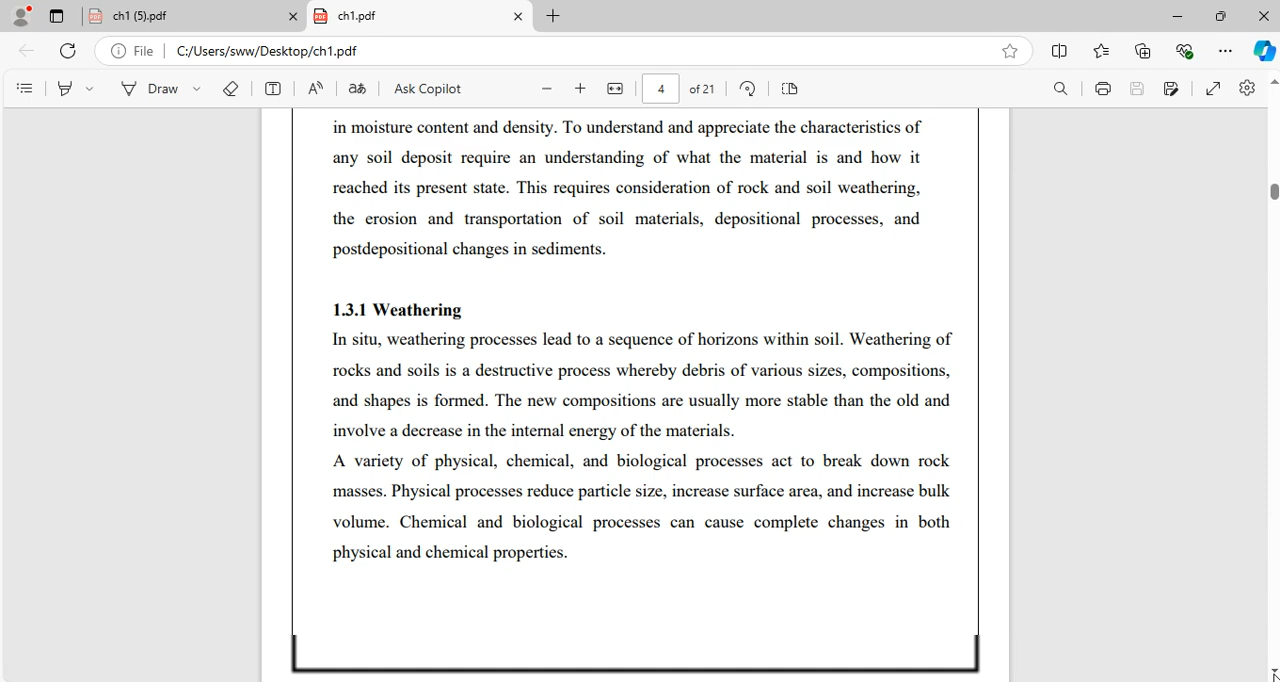 ch1 (5).pdf
ch1.pdf
File
C:/Users/sww/Desktop/ch1.pdf
Draw
aあ
Ask Copilot
4 of 21
in moisture content and density. To understand and appreciate the characteristics of
any soil deposit require an understanding of what the material is and how it
reached its present state. This requires consideration of rock and soil weathering,
the erosion and transportation of soil materials, depositional processes, and
postdepositional changes in sediments.
1.3.1 Weathering
In situ, weathering processes lead to a sequence of horizons within soil. Weathering of
rocks and soils is a destructive process whereby debris of various sizes, compositions,
and shapes is formed. The new compositions are usually more stable than the old and
involve a decrease in the internal energy of the materials.
A variety of physical, chemical, and biological processes act to break down rock
masses. Physical processes reduce particle size, increase surface area, and increase bulk
volume. Chemical and biological processes can cause complete changes in both
physical and chemical properties.